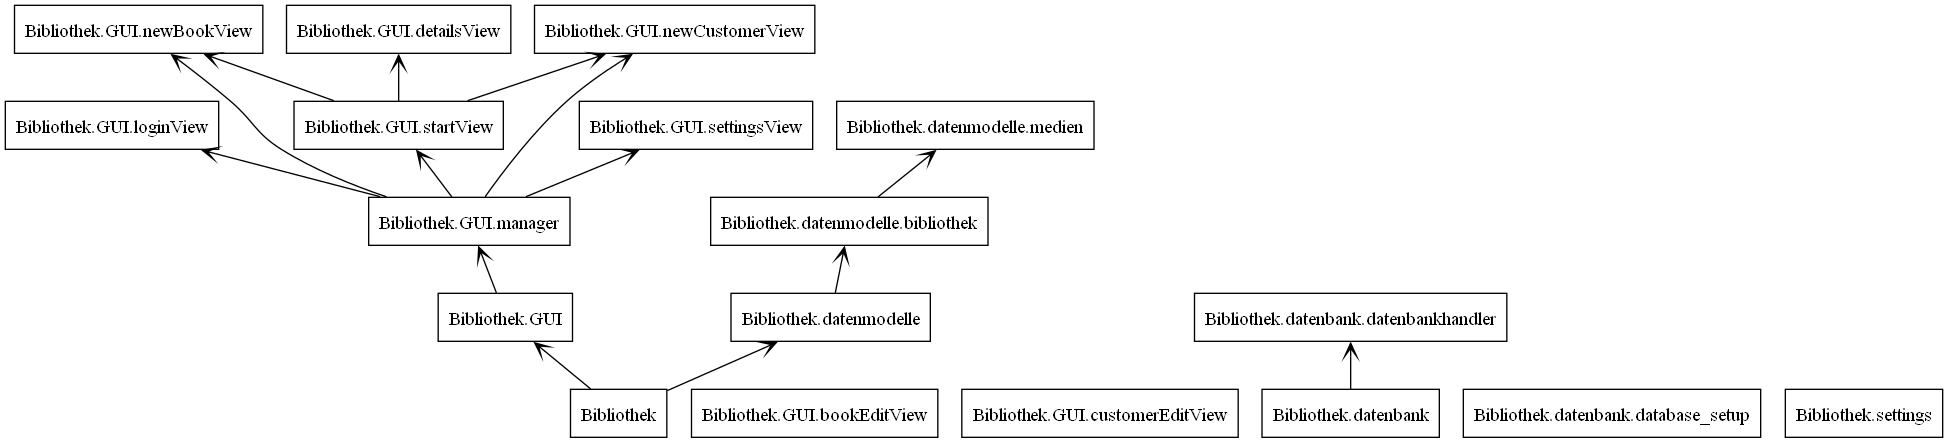 Bibliothek.GUI.newBookView
Bibliothek.GUI.detailsView
Bibliothek.GUI.newCustomerView
Bibliothek.GUI.loginView
Bibliothek.GUI.startView
Bibliothek.GUI.settingsView
Bibliothek.datenmodelle.medien
Bibliothek.GUI.manager
Bibliothek.datenmodelle.bibliothek
Bibliothek.GUI
Bibliothek.datenmodelle
Bibliothek.datenbank.datenbankhandler
Bibliothek
Bibliothek.GUI.bookEditView
Bibliothek.GUI.customerEditView
Bibliothek.datenbank
Bibliothek.datenbank.database_setup
Bibliothek.settings